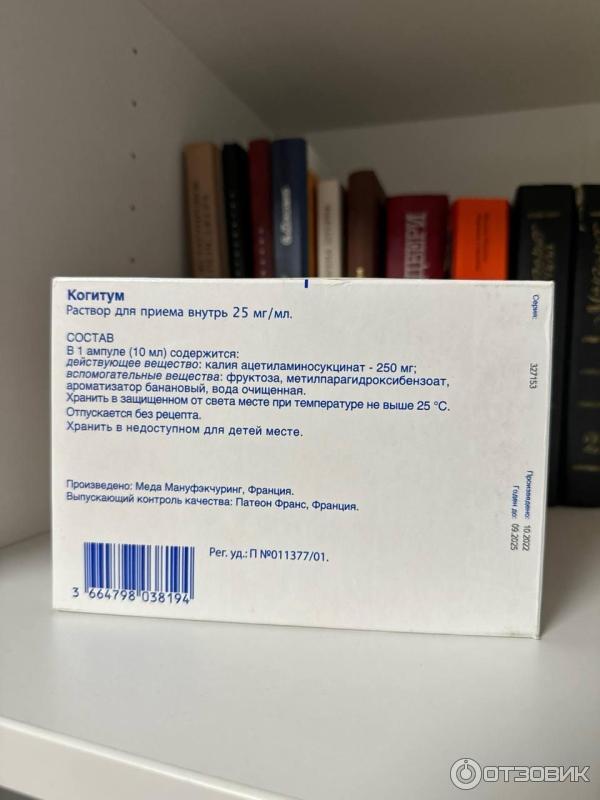 Когитум
Раствор для приема внутрь 25 мг/мл.
СОСТАВ
В 1 ампуле (10 мл) содержится:
действующее вещество: калия ацетиламиносукцинат - 250 мг;
вспомогательные вещества: фруктоза, метилпарагидроксибензоат,
ароматизатор банановый, вода очищенная.
Хранить в защищенном от света месте при температуре не выше 25 °C.
Отпускается без рецепта.
Хранить в недоступном для детей месте.
Произведено: Меда Мануфэкчуринг, Франция.
Выпускающий контроль качества: Патеон Франс, Франция.
Рег. уд.: П №011377/01.
3 664798 038194
Серия: 327153
Произведено: 10.2022
Годен до: 09.2025
2
ОТЗОВИК